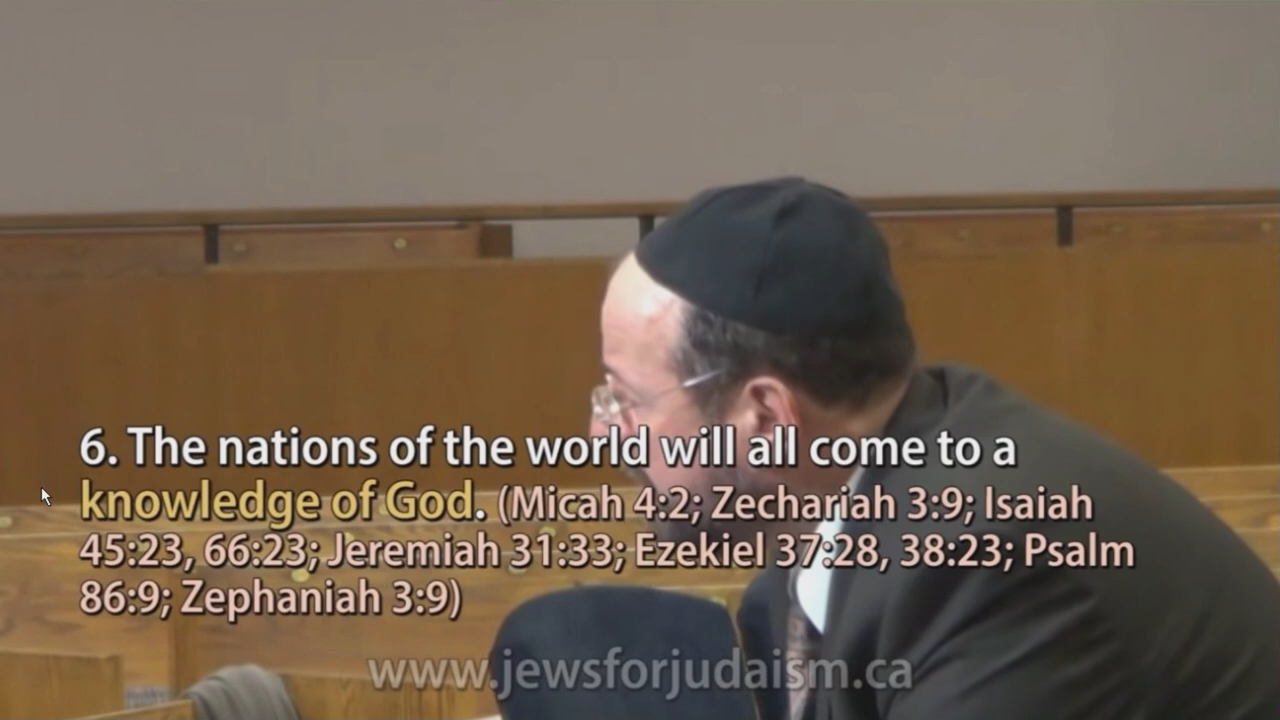 6. The nations of the world will all come to a
knowledge of God. (Micah 4:2; Zechariah 3:9; Isaiah
45:23, 66:23; Jeremiah 31:33; Ezekiel 37:28, 38:23; Psalm
86:9; Zephaniah 3:9)
www.jewsforjudaism.ca